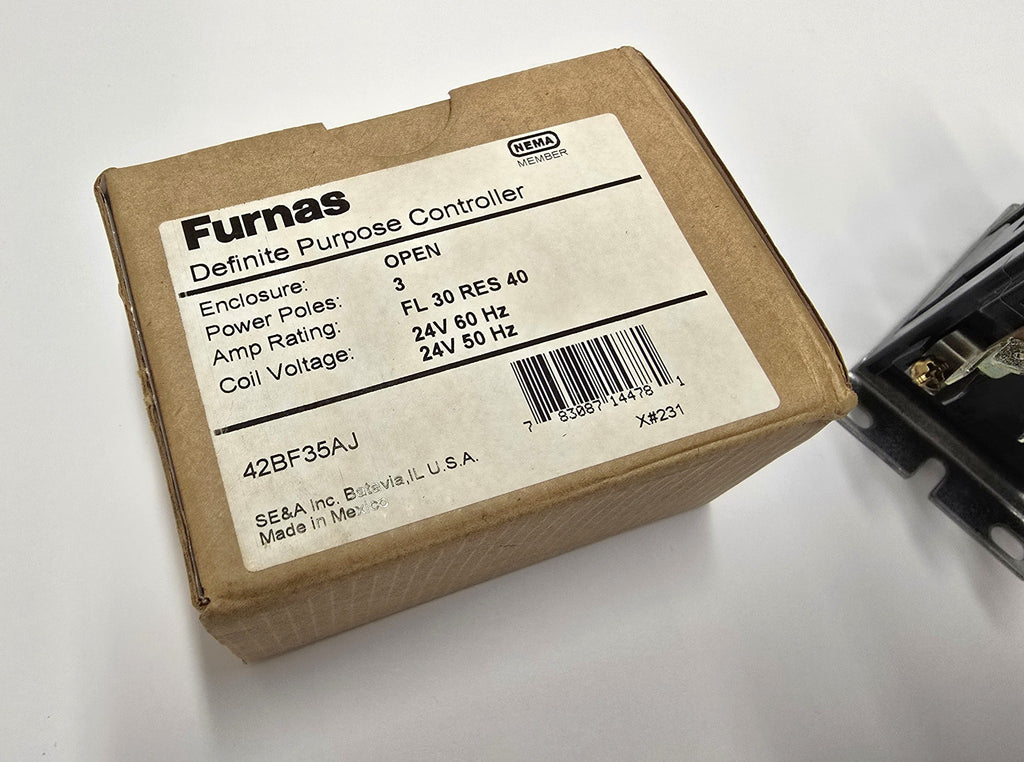 NEMA
MEMBER
Furnas
Definite Purpose Controller
Enclosure: OPEN
Power Poles: 3
Amp Rating: FL 30 RES 40
Coil Voltage: 24V 60 Hz
24V 50 Hz
7 83087 14478 1
X#231
42BF35AJ
SE&A Inc. Batavia,IL U.S.A.
Made in Mexico